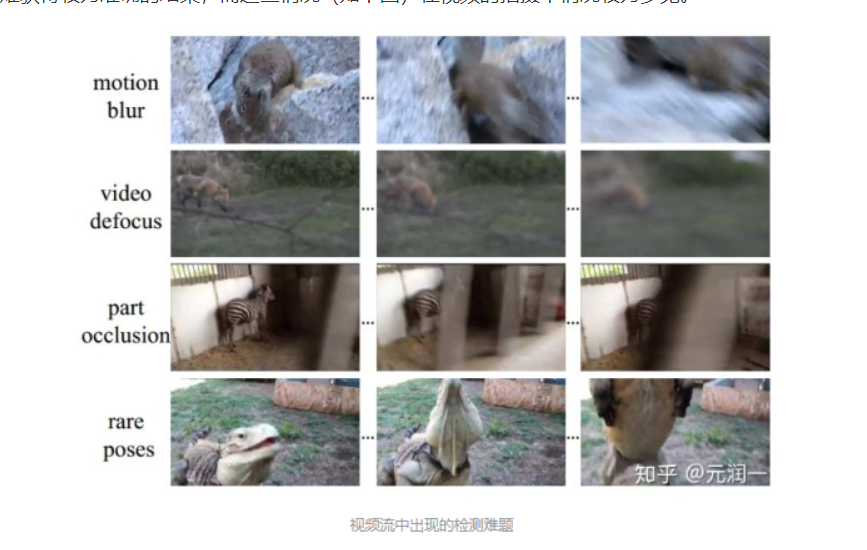 motion
blur
...
...
video
defocus
...
...
part
occlusion
...
...
rare
poses
...
...
知乎 @元润一
视频流中出现的检测难题